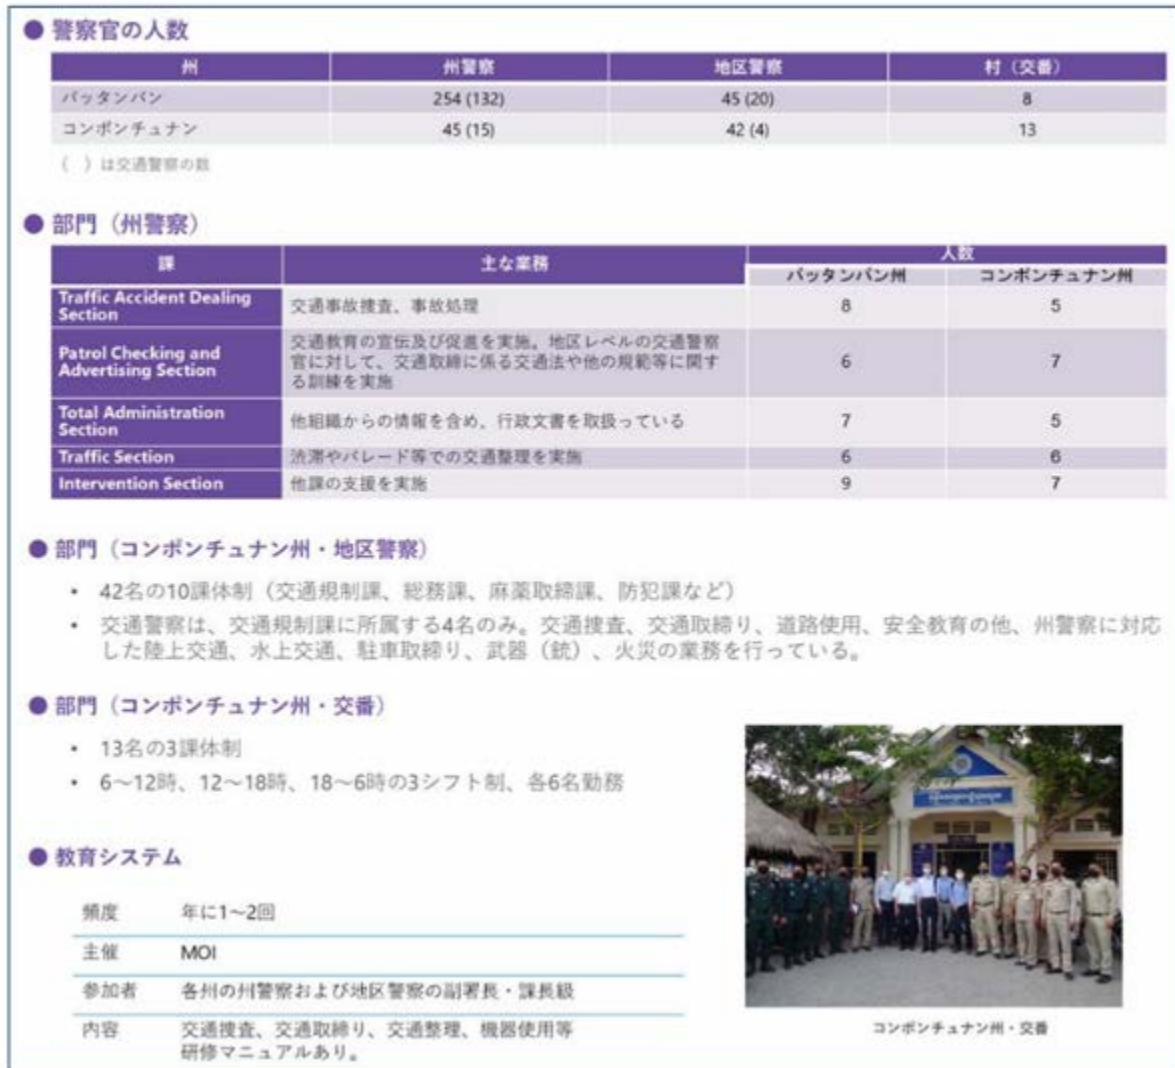 ● 警察官の人数
州 州警察 地区警察 村（交番）
バッタンバン 254 (132) 45 (20) 8
コンポンチュナン 45 (15) 42 (4) 13
（ ）は交通警察の数
● 部門（州警察）
課 主な業務 人数
バッタンバン州 コンポンチュナン州
Traffic Accident Dealing
Section 交通事故捜査、事故処理 8 5
Patrol Checking and
Advertising Section 交通教育の宣伝及び促進を実施。地区レベルの交通警察
官に対して、交通取締に係る交通法や他の規範等に関す
る訓練を実施 6 7
Total Administration
Section 他組織からの情報を含め、行政文書を取扱っている 7 5
Traffic Section 渋滞やパレード等での交通整理を実施 6 6
Intervention Section 他課の支援を実施 9 7
● 部門（コンポンチュナン州・地区警察）
• 42名の10課体制（交通規制課、総務課、麻薬取締課、防犯課など）
• 交通警察は、交通規制課に所属する4名のみ。交通捜査、交通取締り、道路使用、安全教育の他、州警察に対応
した陸上交通、水上交通、駐車取締り、武器（銃）、火災の業務を行っている。
● 部門（コンポンチュナン州・交番）
• 13名の3課体制
• 6～12時、12～18時、18～6時の3シフト制、各6名勤務
● 教育システム
頻度 年に1～2回
主催 MOI
参加者 各州の州警察および地区警察の副署長・課長級
内容 交通捜査、交通取締り、交通整理、機器使用等
研修マニュアルあり。
コンポンチュナン州・交番